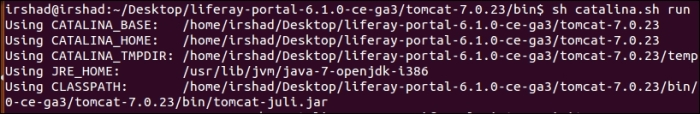 irshad@irshad:~/Desktop/liferay-portal-6.1.0-ce-ga3/tomcat-7.0.23/bin$ sh catalina.sh run
Using CATALINA_BASE:   /home/irshad/Desktop/liferay-portal-6.1.0-ce-ga3/tomcat-7.0.23
Using CATALINA_HOME:   /home/irshad/Desktop/liferay-portal-6.1.0-ce-ga3/tomcat-7.0.23
Using CATALINA_TMPDIR: /home/irshad/Desktop/liferay-portal-6.1.0-ce-ga3/tomcat-7.0.23/temp
Using JRE_HOME:        /usr/lib/jvm/java-7-openjdk-i386
Using CLASSPATH:       /home/irshad/Desktop/liferay-portal-6.1.0-ce-ga3/tomcat-7.0.23/bin/
0-ce-ga3/tomcat-7.0.23/bin/tomcat-juli.jar